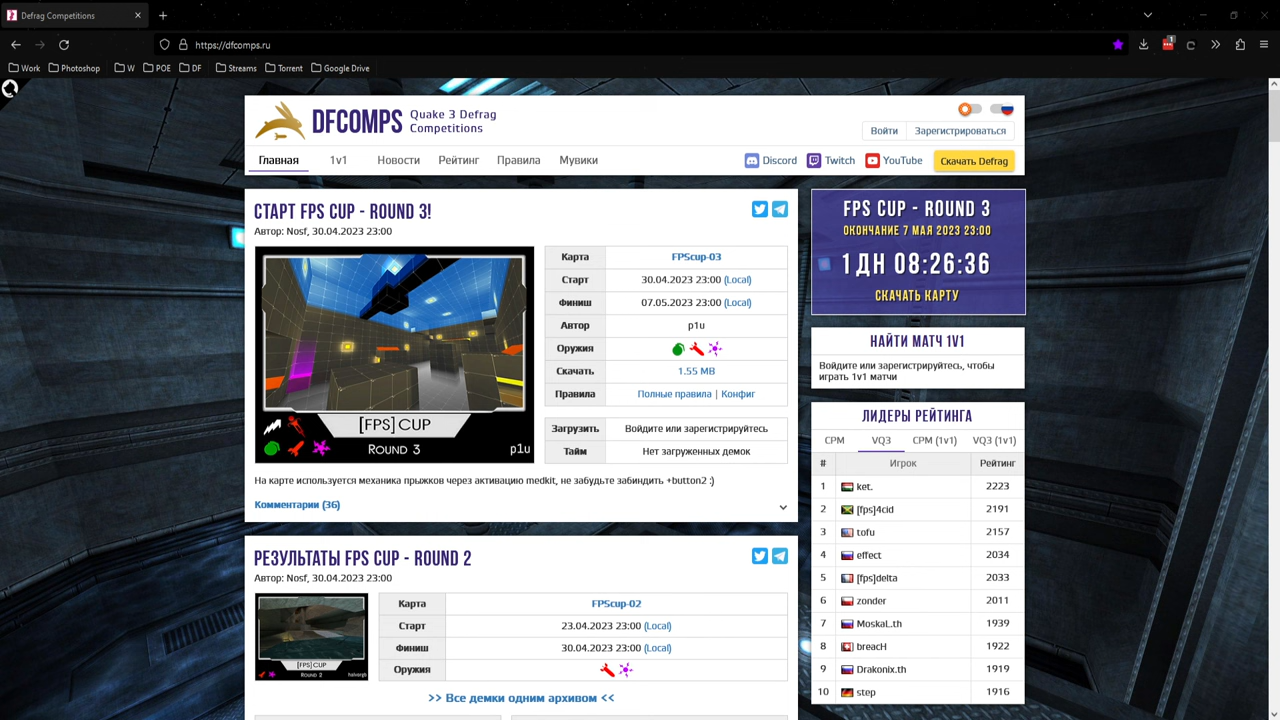 Defrag Competitions
https://dfcomps.ru
1
Work
Photoshop
W
POE
DF
Streams
Torrent
Google Drive
DFCOMPS
Quake 3 Defrag
Competitions
Войти
Зарегистрироваться
Главная
1v1
Новости
Рейтинг
Правила
Мувики
Discord
Twitch
YouTube
Скачать Defrag
СТАРТ FPS CUP - ROUND 3!
Автор: Nosf, 30.04.2023 23:00
[FPS] CUP
ROUND 3
p1u
Карта FPScup-03
Старт 30.04.2023 23:00 (Local)
Финиш 07.05.2023 23:00 (Local)
Автор p1u
Оружия
Скачать 1.55 MB
Правила Полные правила | Конфиг
Загрузить Войдите или зарегистрируйтесь
Тайм Нет загруженных демок
На карте используется механика прыжков через активацию medkit, не забудьте забиндить +button2 :)
Комментарии (36)
РЕЗУЛЬТАТЫ FPS CUP - ROUND 2
Автор: Nosf, 30.04.2023 23:00
[FPS] CUP
ROUND 2
Карта FPScup-02
Старт 23.04.2023 23:00 (Local)
Финиш 30.04.2023 23:00 (Local)
Оружия
>> Все демки одним архивом <<
FPS CUP - ROUND 3
ОКОНЧАНИЕ 7 МАЯ 2023 23:00
1 ДН 08:26:36
СКАЧАТЬ КАРТУ
НАЙТИ МАТЧ 1V1
Войдите или зарегистрируйтесь, чтобы
играть 1v1 матчи
ЛИДЕРЫ РЕЙТИНГА
CPM VQ3 CPM (1v1) VQ3 (1v1)
# Игрок Рейтинг
1 ket. 2223
2 [fps]4cid 2191
3 tofu 2157
4 effect 2034
5 [fps]delta 2033
6 zonder 2011
7 MoskaL.th 1939
8 breacH 1922
9 Drakonix.th 1919
10 step 1916